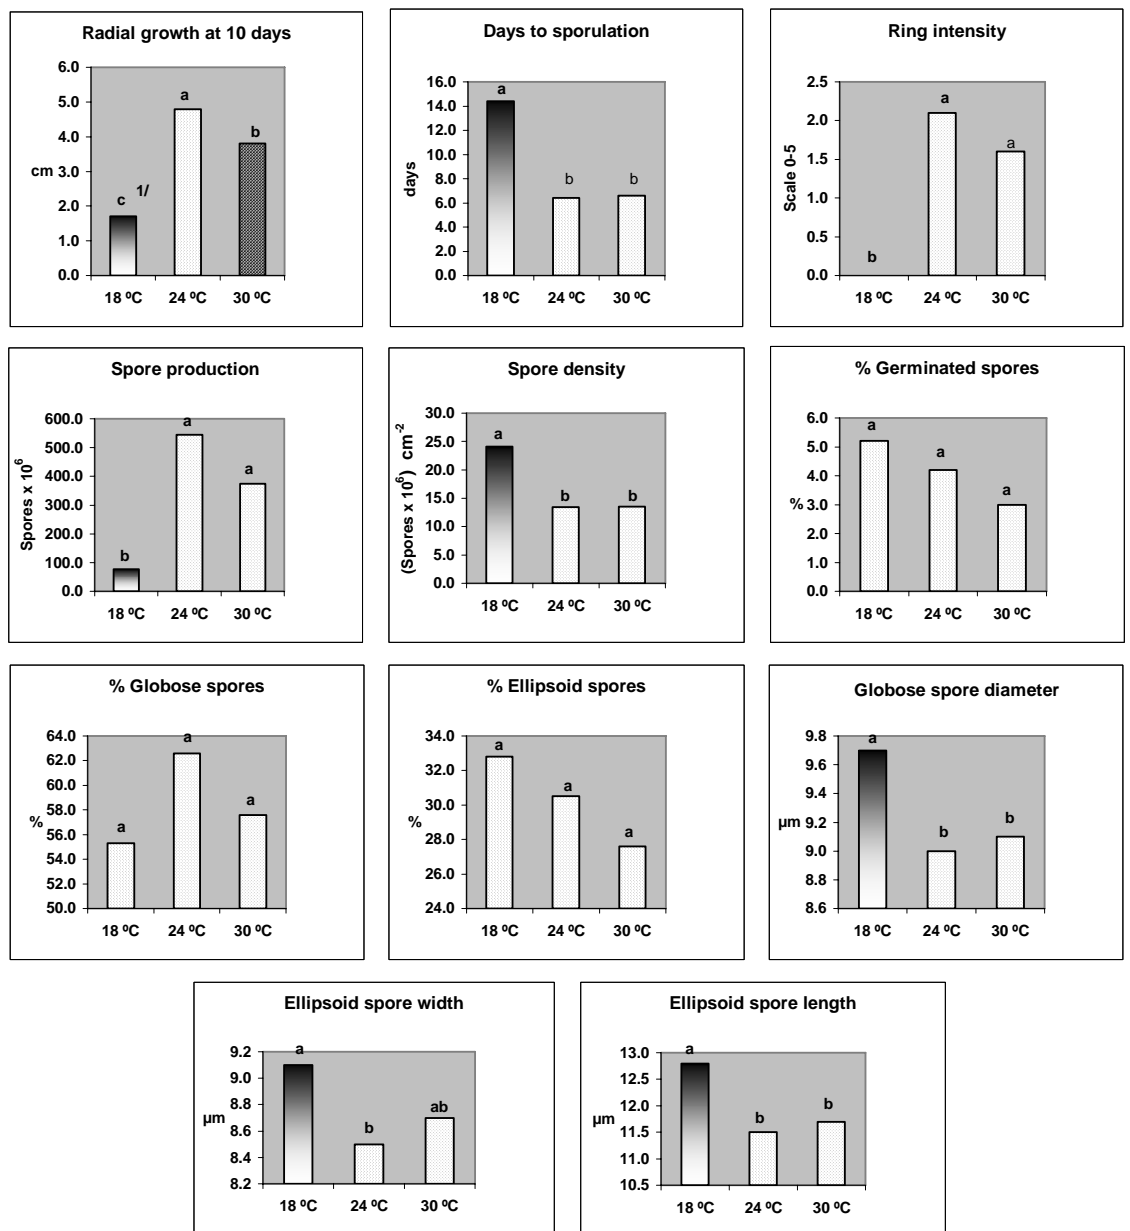 Radial growth at 10 days
6.0
5.0
4.0
3.0
2.0
1.0
0.0
cm
c 1/
a
b
18 ºC 24 ºC 30 ºC
Days to sporulation
16.0
14.0
12.0
10.0
8.0
6.0
4.0
2.0
0.0
days
a
b
b
18 ºC 24 ºC 30 ºC
Ring intensity
2.5
2.0
1.5
1.0
0.5
0.0
Scale 0-5
b
a
a
18 ºC 24 ºC 30 ºC
Spore production
600.0
500.0
400.0
300.0
200.0
100.0
0.0
Spores x 10⁶
b
a
a
18 ºC 24 ºC 30 ºC
Spore density
30.0
25.0
20.0
15.0
10.0
5.0
0.0
(Spores x 10⁶) cm⁻²
a
b
b
18 ºC 24 ºC 30 ºC
% Germinated spores
6.0
5.0
4.0
3.0
2.0
1.0
0.0
%
a
a
a
18 ºC 24 ºC 30 ºC
% Globose spores
64.0
62.0
60.0
58.0
56.0
54.0
52.0
50.0
%
a
a
a
18 ºC 24 ºC 30 ºC
% Ellipsoid spores
34.0
32.0
30.0
28.0
26.0
24.0
%
a
a
a
18 ºC 24 ºC 30 ºC
Globose spore diameter
9.8
9.6
9.4
9.2
9.0
8.8
8.6
µm
a
b
b
18 ºC 24 ºC 30 ºC
Ellipsoid spore width
9.2
9.0
8.8
8.6
8.4
8.2
µm
a
b
ab
18 ºC 24 ºC 30 ºC
Ellipsoid spore length
13.0
12.5
12.0
11.5
11.0
10.5
µm
a
b
b
18 ºC 24 ºC 30 ºC